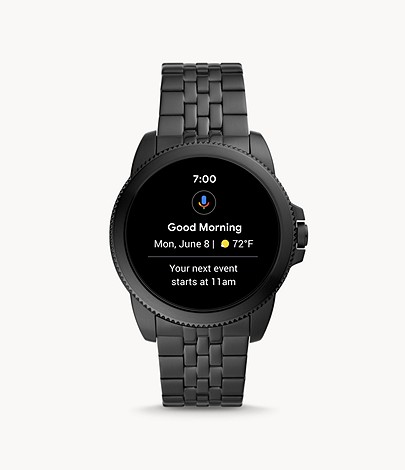 7:00
Good Morning
Mon, June 8 | 72°F
Your next event
starts at 11am